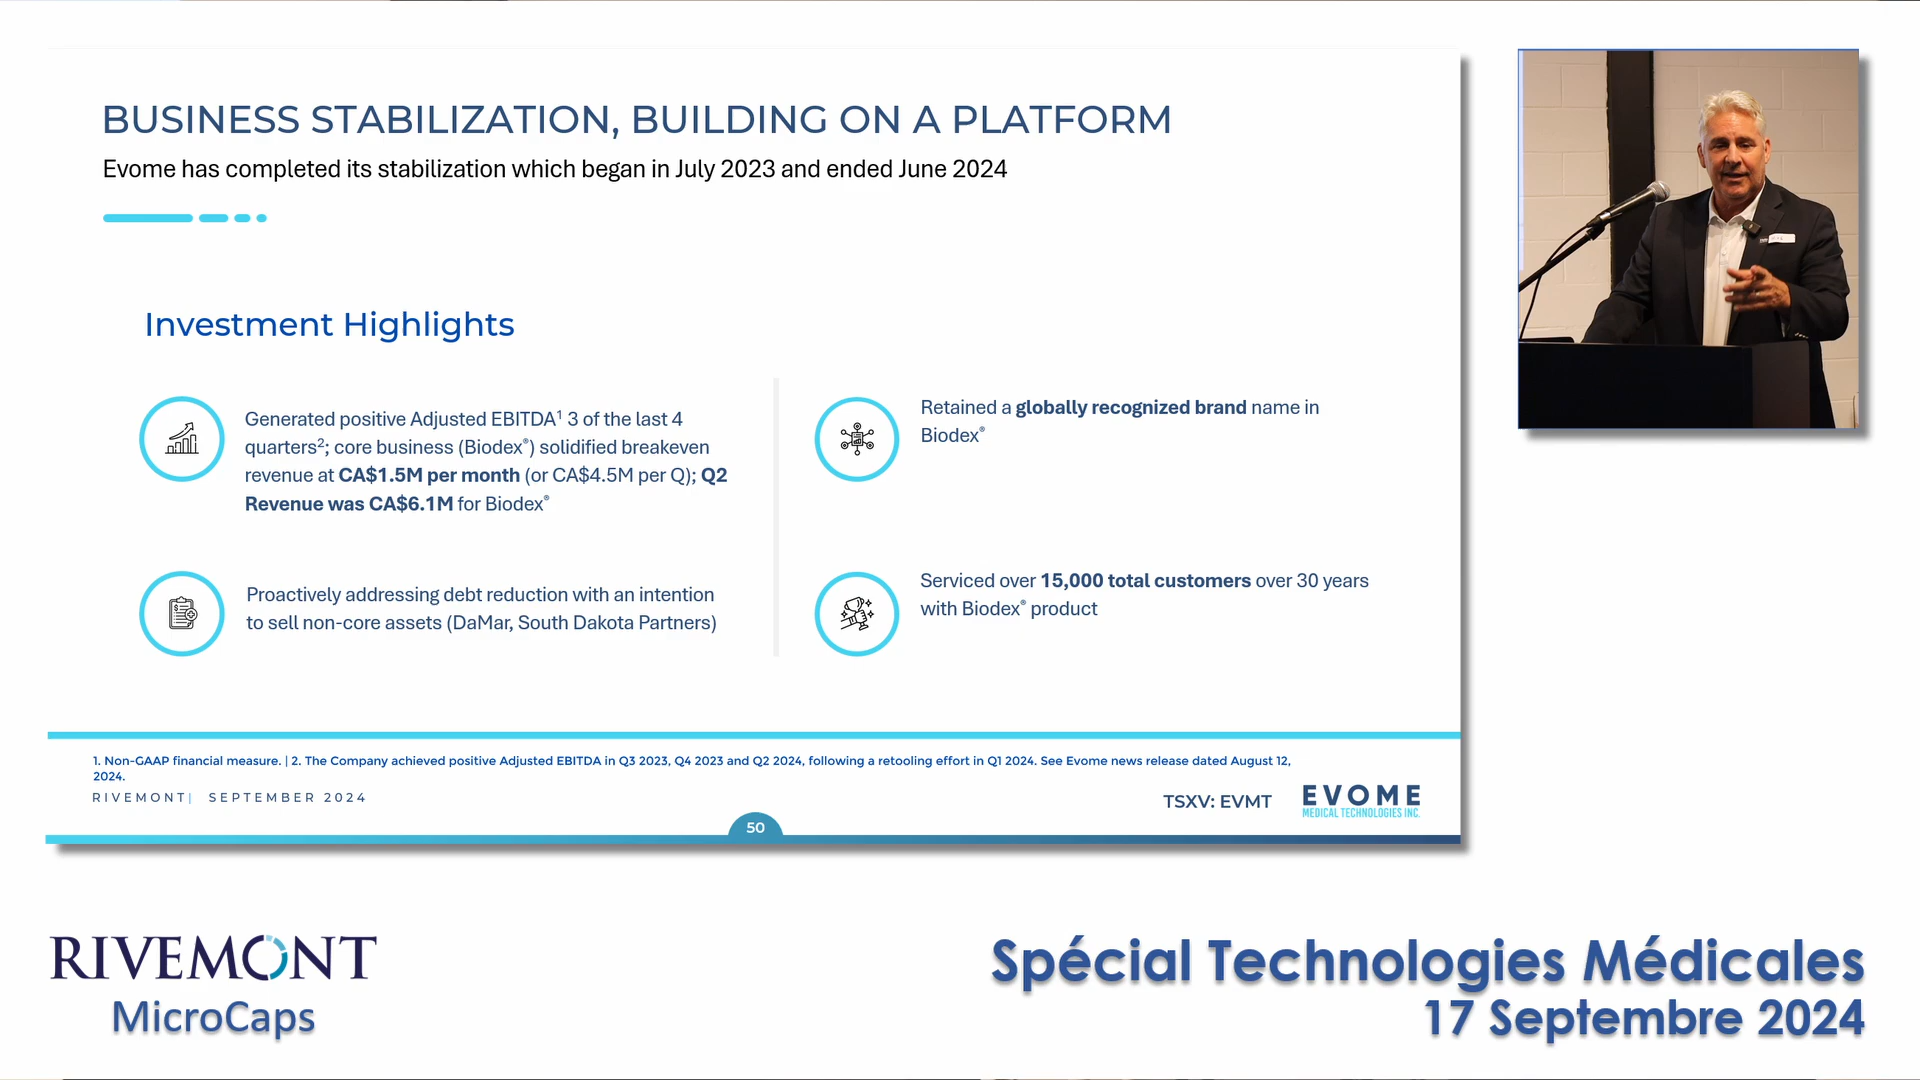 BUSINESS STABILIZATION, BUILDING ON A PLATFORM
Evome has completed its stabilization which began in July 2023 and ended June 2024
Investment Highlights
Generated positive Adjusted EBITDA¹ 3 of the last 4
quarters²; core business (Biodex®) solidified breakeven
revenue at CA$1.5M per month (or CA$4.5M per Q); Q2
Revenue was CA$6.1M for Biodex®
Proactively addressing debt reduction with an intention
to sell non-core assets (DaMar, South Dakota Partners)
Retained a globally recognized brand name in
Biodex®
Serviced over 15,000 total customers over 30 years
with Biodex® product
1. Non-GAAP financial measure. | 2. The Company achieved positive Adjusted EBITDA in Q3 2023, Q4 2023 and Q2 2024, following a retooling effort in Q1 2024. See Evome news release dated August 12,
2024.
RIVEMONT| SEPTEMBER 2024
50
TSXV: EVMT
EVOME
MEDICAL TECHNOLOGIES INC.
RIVEMONT
MicroCaps
Spécial Technologies Médicales
17 Septembre 2024